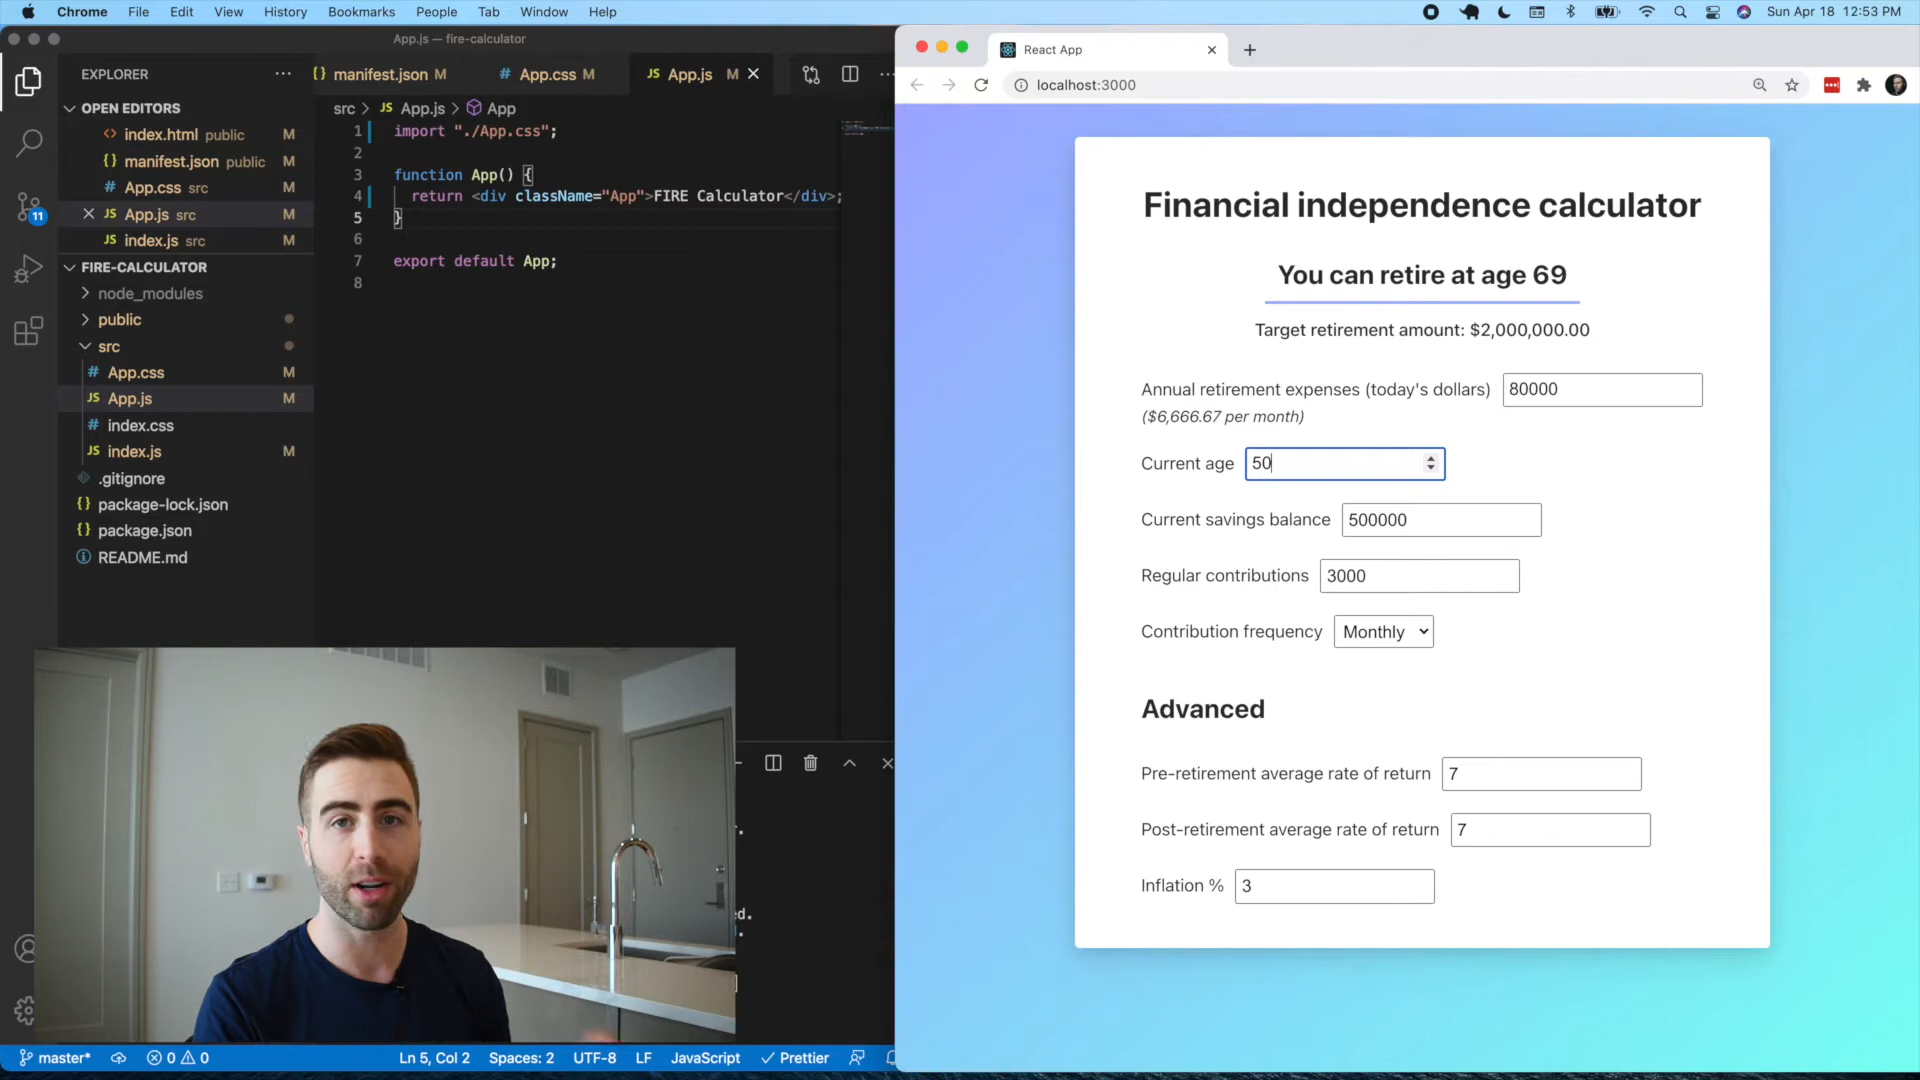 Chrome File Edit View History Bookmarks People Tab Window Help
Sun Apr 18 12:53 PM
App.js — fire-calculator
EXPLORER
OPEN EDITORS
index.html public M
manifest.json public M
App.css src M
App.js src M
index.js src M
11
FIRE-CALCULATOR
node_modules
public
src
App.css M
App.js M
index.css
index.js M
.gitignore
package-lock.json
package.json
README.md
manifest.json M
App.css M
App.js M
src > App.js > App
1 import "./App.css";
2
3 function App() {
4 return <div className="App">FIRE Calculator</div>;
5 }
6
7 export default App;
8
ed.
master* 0 0 Ln 5, Col 2 Spaces: 2 UTF-8 LF JavaScript Prettier
React App
localhost:3000
Financial independence calculator
You can retire at age 69
Target retirement amount: $2,000,000.00
Annual retirement expenses (today's dollars) 80000
($6,666.67 per month)
Current age 50
Current savings balance 500000
Regular contributions 3000
Contribution frequency Monthly
Advanced
Pre-retirement average rate of return 7
Post-retirement average rate of return 7
Inflation % 3